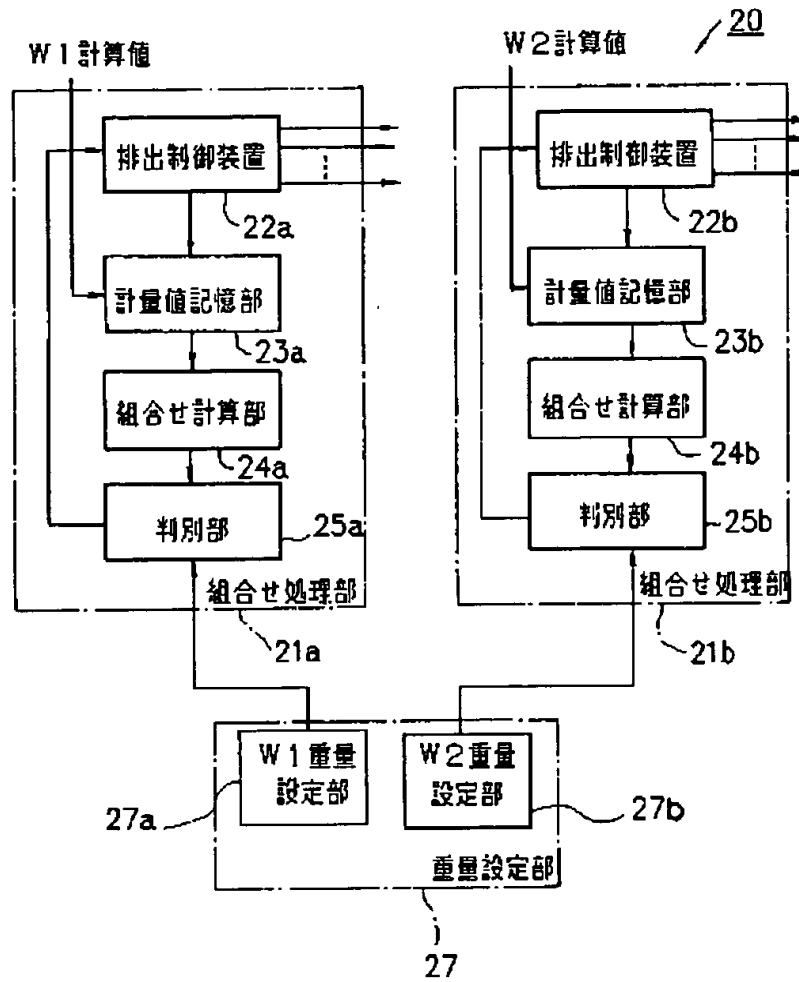 20
W1計算値
W2計算値
排出制御装置
22a
計量値記憶部
23a
組合せ計算部
24a
判別部
25a
組合せ処理部
21a
排出制御装置
22b
計量値記憶部
23b
組合せ計算部
24b
判別部
25b
組合せ処理部
21b
W1重量
設定部
27a
W2重量
設定部
27b
重量設定部
27